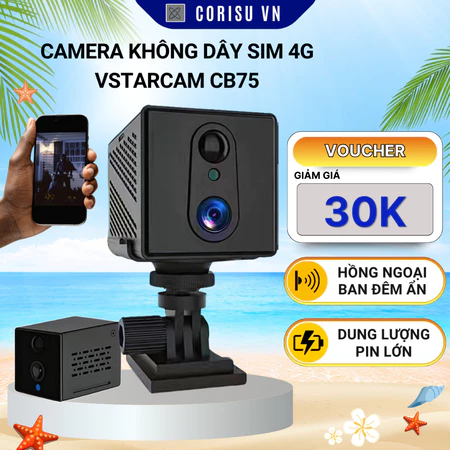 CORISU VN
CAMERA KHÔNG DÂY SIM 4G
VSTARCAM CB75
VOUCHER
GIẢM GIÁ
30K
HỒNG NGOẠI
BAN ĐÊM ẨN
DUNG LƯỢNG
PIN LỚN